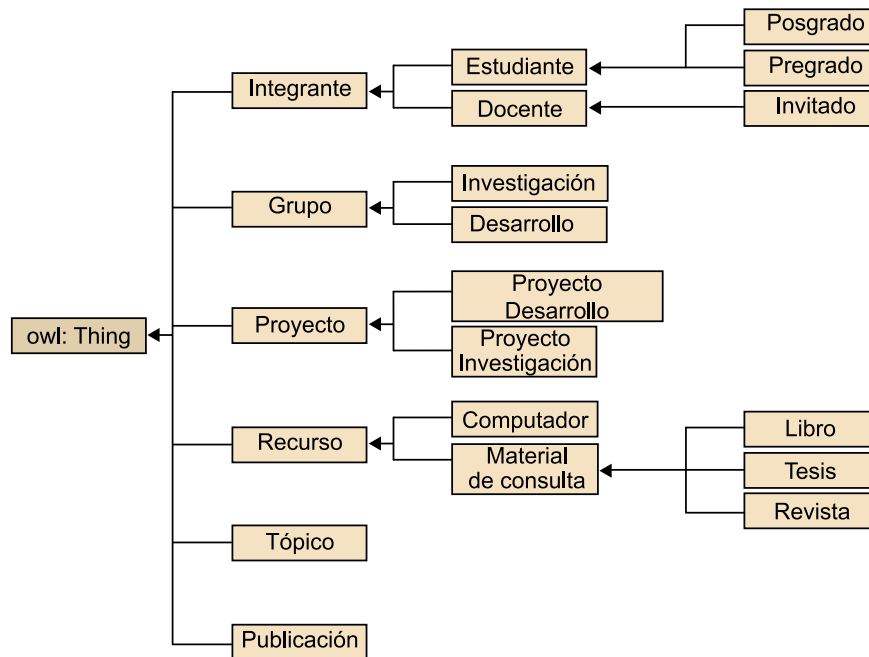 Posgrado
Estudiante
Pregrado
Integrante
Docente
Invitado
Investigación
Grupo
Desarrollo
Proyecto
Desarrollo
owl: Thing
Proyecto
Proyecto
Investigación
Computador
Libro
Recurso
Material
de consulta
Tesis
Revista
Tópico
Publicación